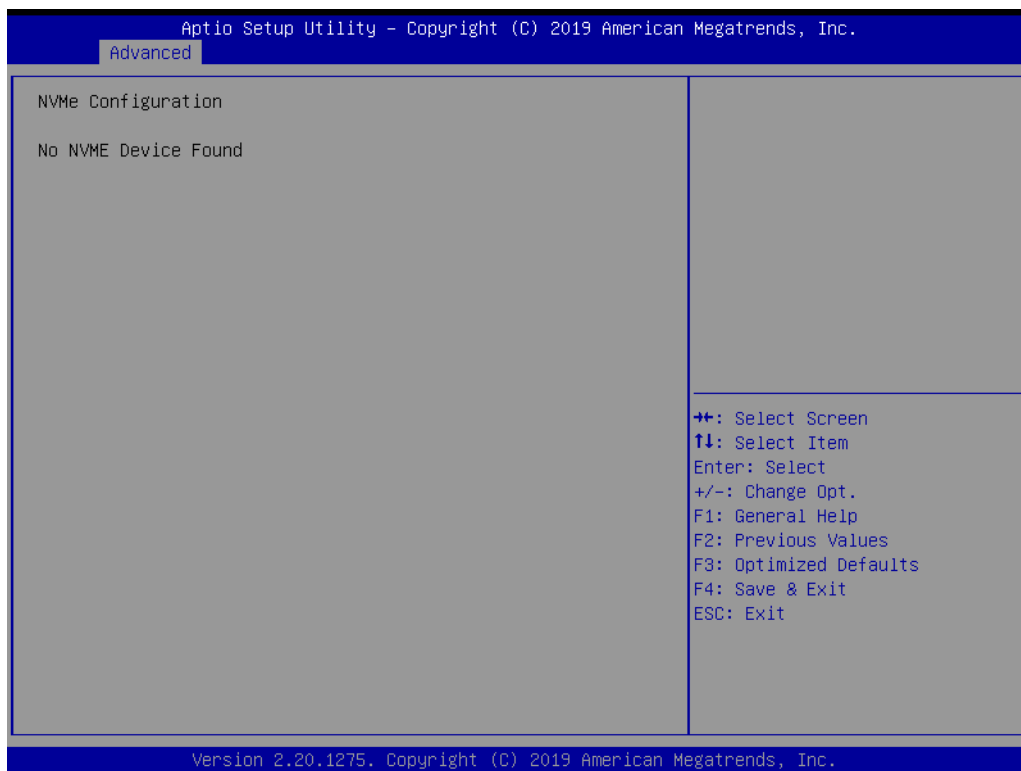 Aptio Setup Utility – Copyright (C) 2019 American Megatrends, Inc.
Advanced
NVMe Configuration
No NVME Device Found
→←: Select Screen
↑↓: Select Item
Enter: Select
+/-: Change Opt.
F1: General Help
F2: Previous Values
F3: Optimized Defaults
F4: Save & Exit
ESC: Exit
Version 2.20.1275. Copyright (C) 2019 American Megatrends, Inc.